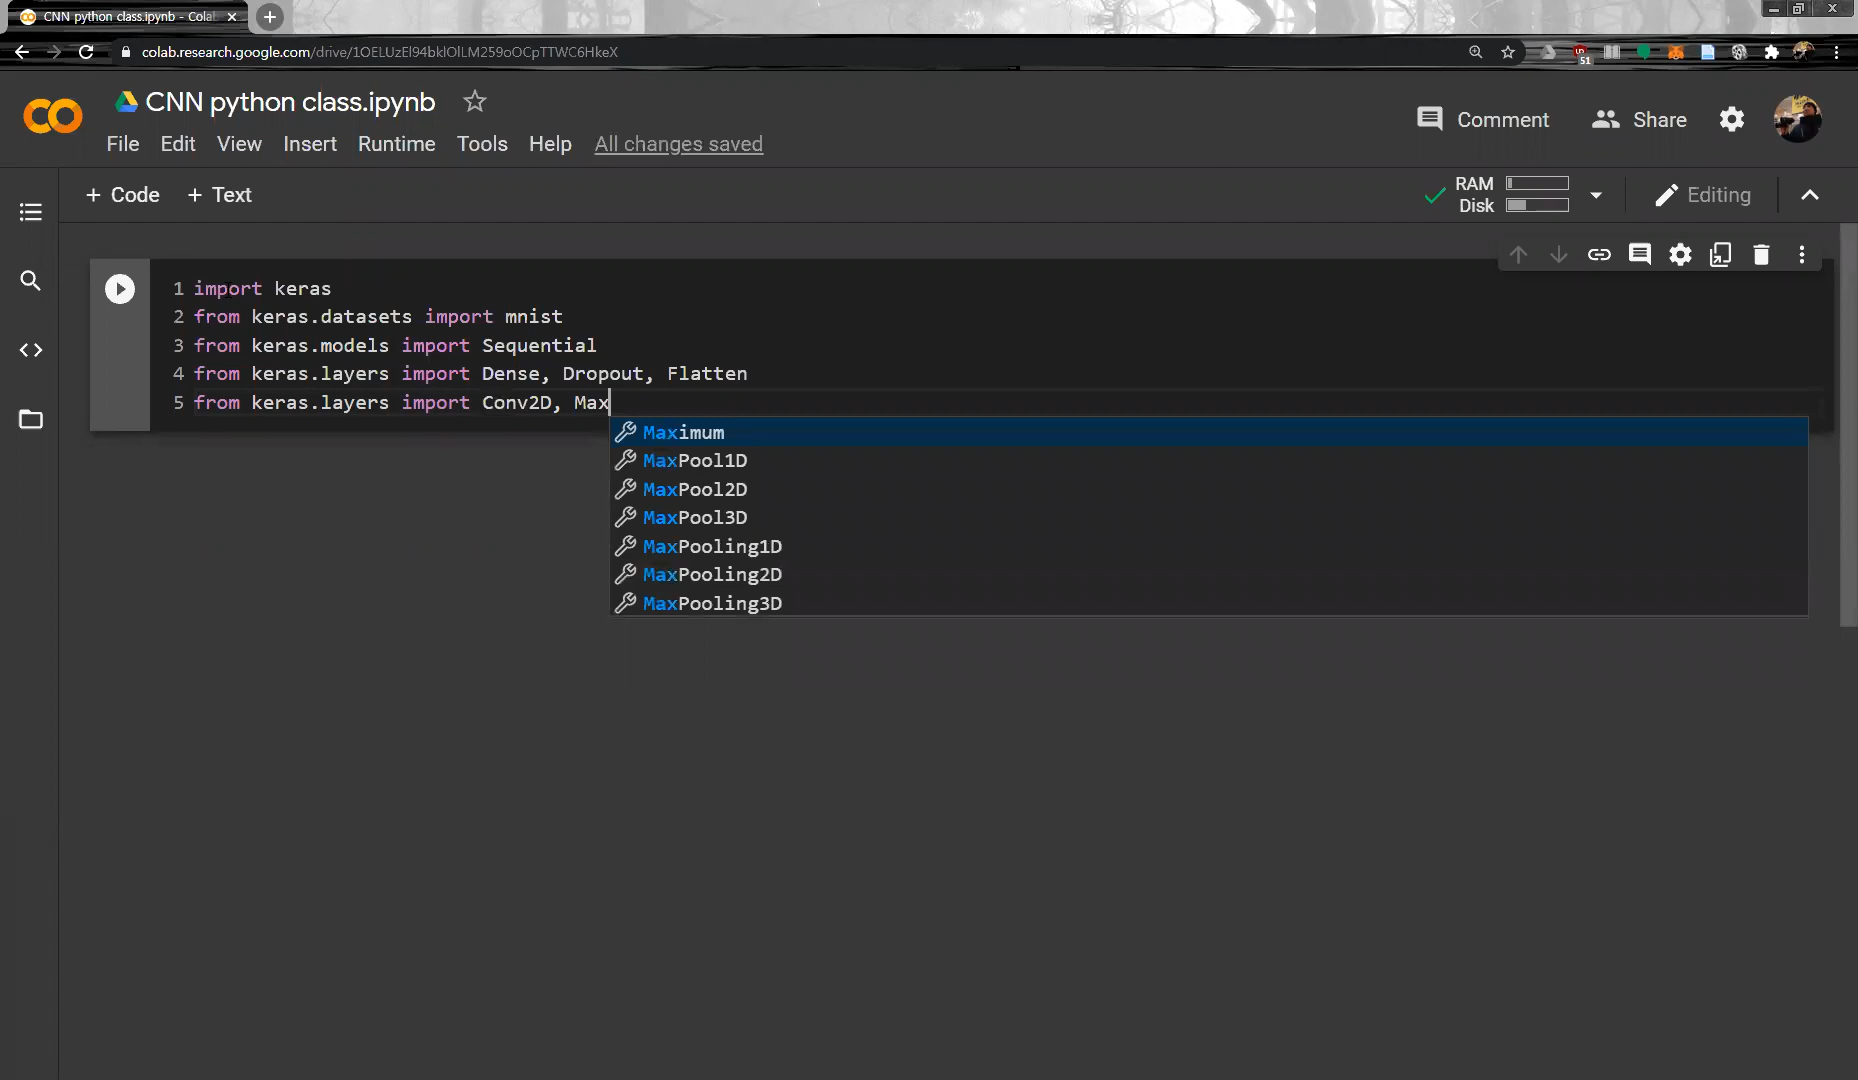 CNN python class.ipynb - Cola
colab.research.google.com/drive/1OELUzEl94bklOlLM259oOCpTTWC6HkeX
51
CNN python class.ipynb
Comment
Share
File Edit View Insert Runtime Tools Help All changes saved
+ Code + Text
RAM
Disk
Editing
1 import keras
2 from keras.datasets import mnist
3 from keras.models import Sequential
4 from keras.layers import Dense, Dropout, Flatten
5 from keras.layers import Conv2D, Max
Maximum
MaxPool1D
MaxPool2D
MaxPool3D
MaxPooling1D
MaxPooling2D
MaxPooling3D